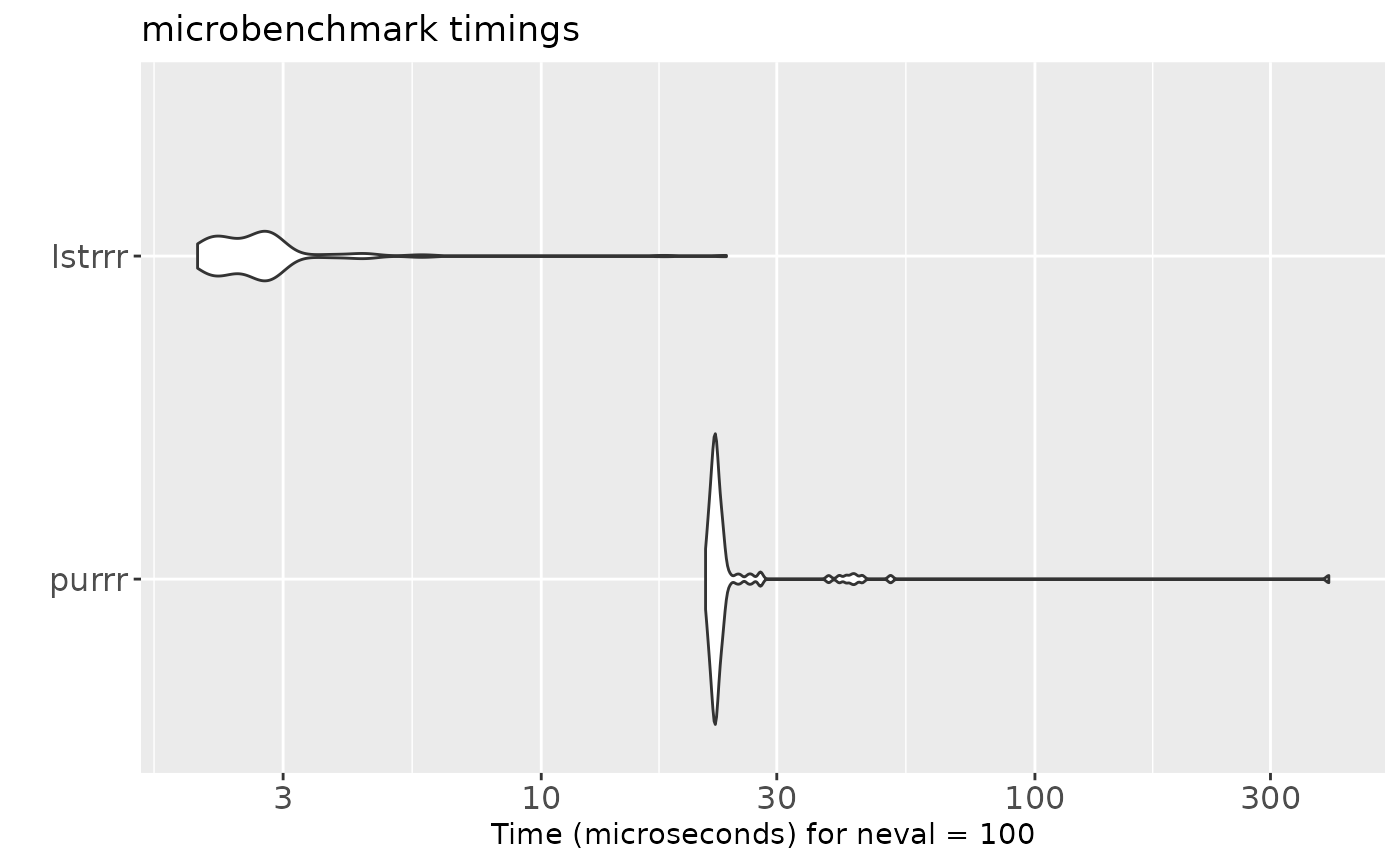 microbenchmark timings
lstrrr
purrr
3 10 30 100 300
Time (microseconds) for neval = 100